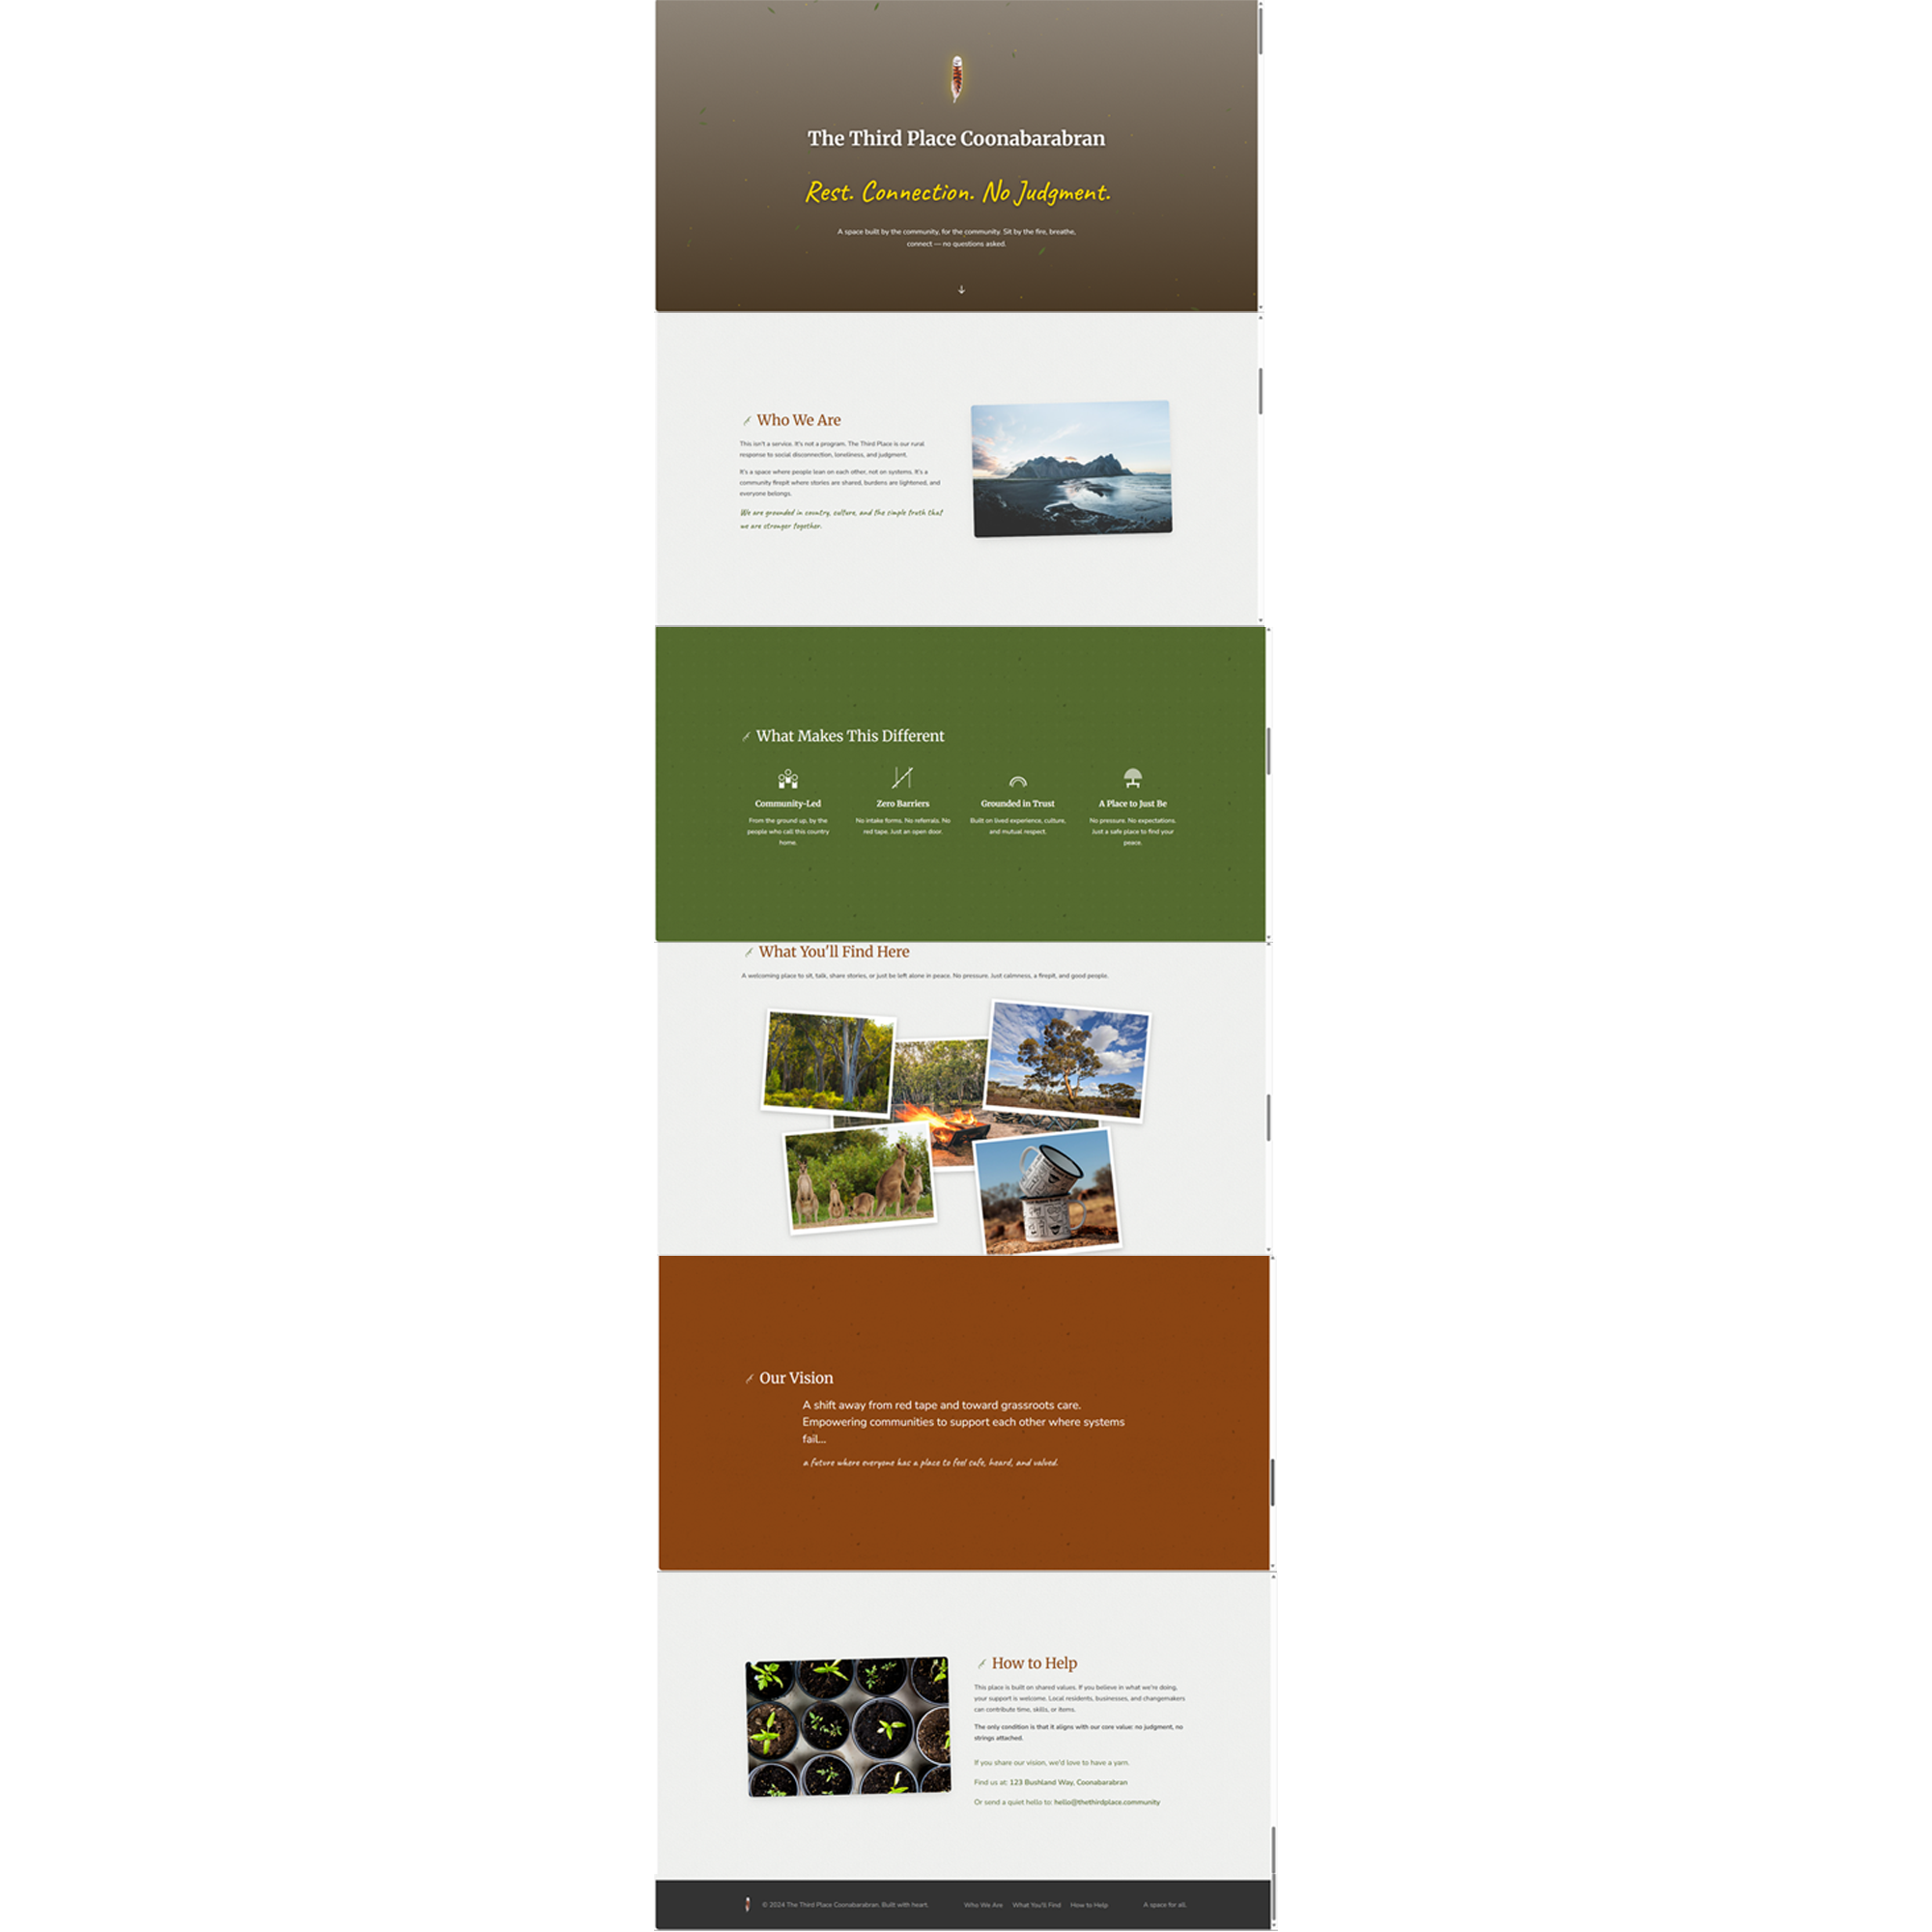 The Third Place Coonabarabran
Rest. Connection. No Judgment.
A space built by the community, for the community. Sit by the fire, breathe,
connect — no questions asked.
Who We Are
This isn't a service. It's not a program. The Third Place is our rural
response to social disconnection, loneliness, and judgment.
It's a space where people lean on each other, not on systems. It's a
community firepit where stories are shared, burdens are lightened, and
everyone belongs.
We are grounded in country, culture, and the simple truth that
we are stronger together.
What Makes This Different
Community-Led
From the ground up, by the
people who call this country
home.
Zero Barriers
No intake forms. No referrals. No
red tape. Just an open door.
Grounded in Trust
Built on lived experience, culture,
and mutual respect.
A Place to Just Be
No pressure. No expectations.
Just a safe place to find your
peace.
What You'll Find Here
A welcoming place to sit, talk, share stories, or just be left alone in peace. No pressure. Just calmness, a firepit, and good people.
Our Vision
A shift away from red tape and toward grassroots care.
Empowering communities to support each other where systems
fail...
a future where everyone has a place to feel safe, heard, and valued.
How to Help
This place is built on shared values. If you believe in what we're doing,
your support is welcome. Local residents, businesses, and changemakers
can contribute time, skills, or items.
The only condition is that it aligns with our core value: no judgment, no
strings attached.
If you share our vision, we'd love to have a yarn.
Find us at: 123 Bushland Way, Coonabarabran
Or send a quiet hello to: hello@thethirdplace.community
© 2024 The Third Place Coonabarabran. Built with heart.
Who We Are
What You'll Find
How to Help
A space for all.